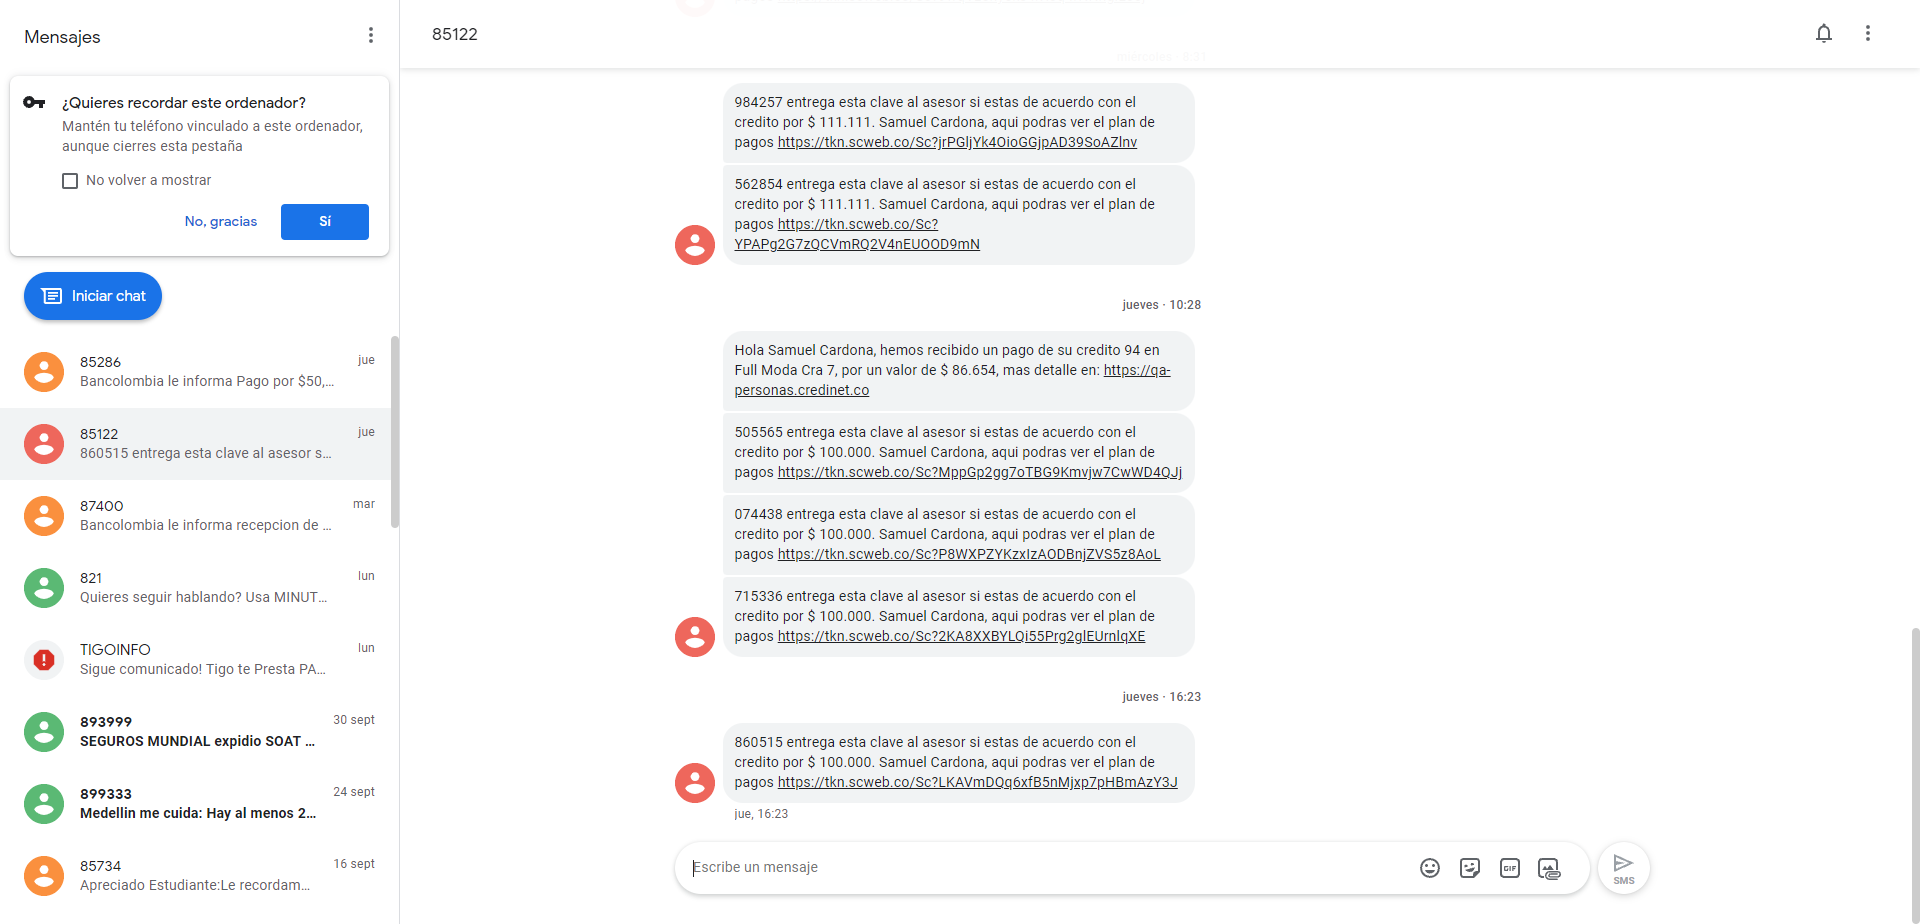 Mensajes
¿Quieres recordar este ordenador?
Mantén tu teléfono vinculado a este ordenador,
aunque cierres esta pestaña
No volver a mostrar
No, gracias
Sí
Iniciar chat
85286
jue
Bancolombia le informa Pago por $50,...
85122
jue
860515 entrega esta clave al asesor s...
87400
mar
Bancolombia le informa recepcion de ...
821
lun
Quieres seguir hablando? Usa MINUT...
TIGOINFO
lun
Sigue comunicado! Tigo te Presta PA...
893999
30 sept
SEGUROS MUNDIAL expidio SOAT ...
899333
24 sept
Medellin me cuida: Hay al menos 2...
85734
16 sept
Apreciado Estudiante:Le recordam...
85122
984257 entrega esta clave al asesor si estas de acuerdo con el
credito por $ 111.111. Samuel Cardona, aqui podras ver el plan de
pagos https://tkn.scweb.co/Sc?jrPGljYk4OioGGjpAD39SoAZlnv
562854 entrega esta clave al asesor si estas de acuerdo con el
credito por $ 111.111. Samuel Cardona, aqui podras ver el plan de
pagos https://tkn.scweb.co/Sc?
YPAPg2G7zQCVmRQ2V4nEUOOD9mN
jueves · 10:28
Hola Samuel Cardona, hemos recibido un pago de su credito 94 en
Full Moda Cra 7, por un valor de $ 86.654, mas detalle en: https://qa-
personas.credinet.co
505565 entrega esta clave al asesor si estas de acuerdo con el
credito por $ 100.000. Samuel Cardona, aqui podras ver el plan de
pagos https://tkn.scweb.co/Sc?MppGp2gg7oTBG9Kmvjw7CwWD4QJj
074438 entrega esta clave al asesor si estas de acuerdo con el
credito por $ 100.000. Samuel Cardona, aqui podras ver el plan de
pagos https://tkn.scweb.co/Sc?P8WXPZYKzxIzAODBnjZVS5z8AoL
715336 entrega esta clave al asesor si estas de acuerdo con el
credito por $ 100.000. Samuel Cardona, aqui podras ver el plan de
pagos https://tkn.scweb.co/Sc?2KA8XXBYLQi55Prg2glEUrnlqXE
jueves · 16:23
860515 entrega esta clave al asesor si estas de acuerdo con el
credito por $ 100.000. Samuel Cardona, aqui podras ver el plan de
pagos https://tkn.scweb.co/Sc?LKAVmDQq6xfB5nMjxp7pHBmAzY3J
jue, 16:23
Escribe un mensaje
GIF
SMS